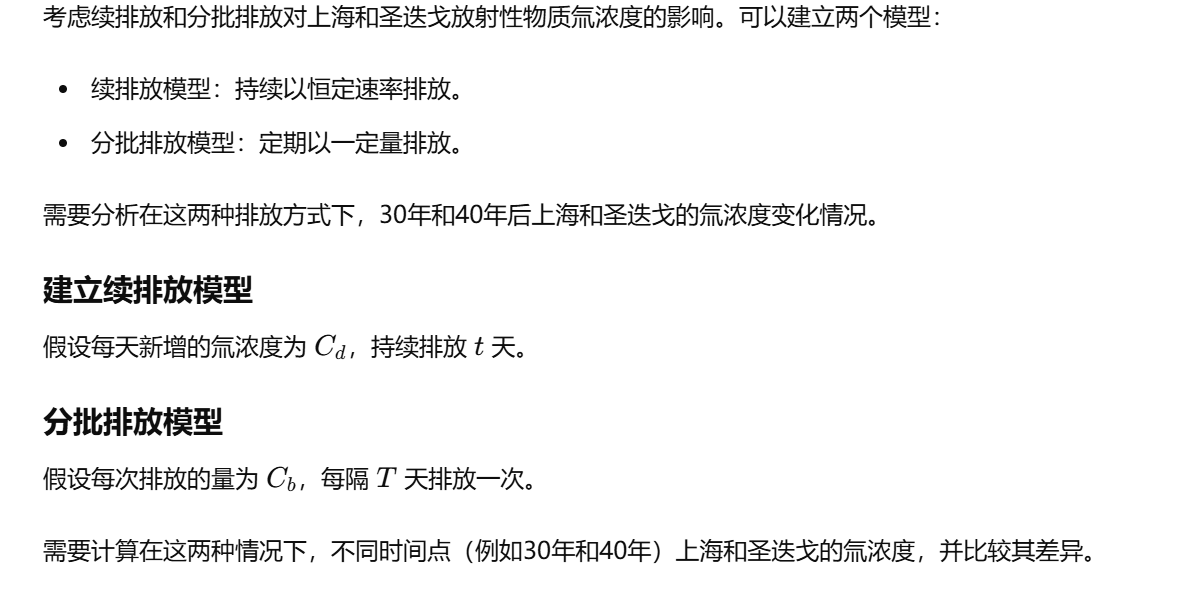 考虑续排放和分批排放对上海和圣迭戈放射性物质氚浓度的影响。可以建立两个模型：
• 续排放模型：持续以恒定速率排放。
• 分批排放模型：定期以一定量排放。
需要分析在这两种排放方式下，30年和40年后上海和圣迭戈的氚浓度变化情况。
建立续排放模型
假设每天新增的氚浓度为 C_d，持续排放 t 天。
分批排放模型
假设每次排放的量为 C_b，每隔 T 天排放一次。
需要计算在这两种情况下，不同时间点（例如30年和40年）上海和圣迭戈的氚浓度，并比较其差异。